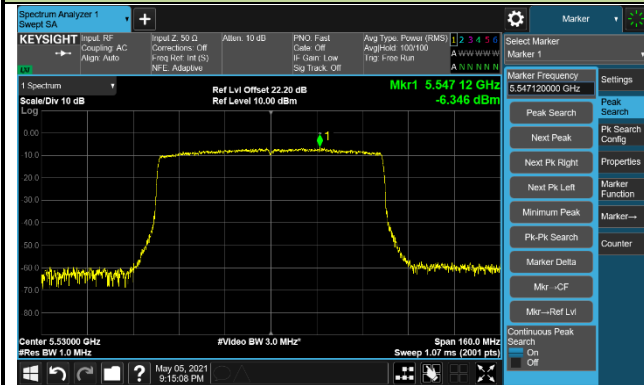 Spectrum Analyzer 1
Swept SA
Marker
KEYSIGHT
Input: RF
Coupling: AC
Align: Auto
Input Z: 50 Ω
Corrections: Off
Freq Ref: Int (S)
NFE: Adaptive
Atten: 10 dB
PNO: Fast
Gate: Off
IF Gain: Low
Sig Track: Off
Avg Type: Power (RMS)
Avg|Hold: 100/100
Trig: Free Run
1 2 3 4 5 6
A W W W W W
A N N N N N
LV
Select Marker
Marker 1
1 Spectrum
Scale/Div 10 dB
Log
Ref Lvl Offset 22.20 dB
Ref Level 10.00 dBm
Mkr1 5.547 12 GHz
-6.346 dBm
0.00
-10.0
-20.0
-30.0
-40.0
-50.0
-60.0
-70.0
-80.0
1
Center 5.53000 GHz
#Res BW 1.0 MHz
#Video BW 3.0 MHz*
Span 160.0 MHz
Sweep 1.07 ms (2001 pts)
Marker Frequency
5.547120000 GHz
Peak Search
Next Peak
Next Pk Right
Next Pk Left
Minimum Peak
Pk-Pk Search
Marker Delta
Mkr→CF
Mkr→Ref Lvl
Continuous Peak
Search
On
Off
Settings
Peak
Search
Pk Search
Config
Properties
Marker
Function
Marker→
Counter
May 05, 2021
9:15:08 PM